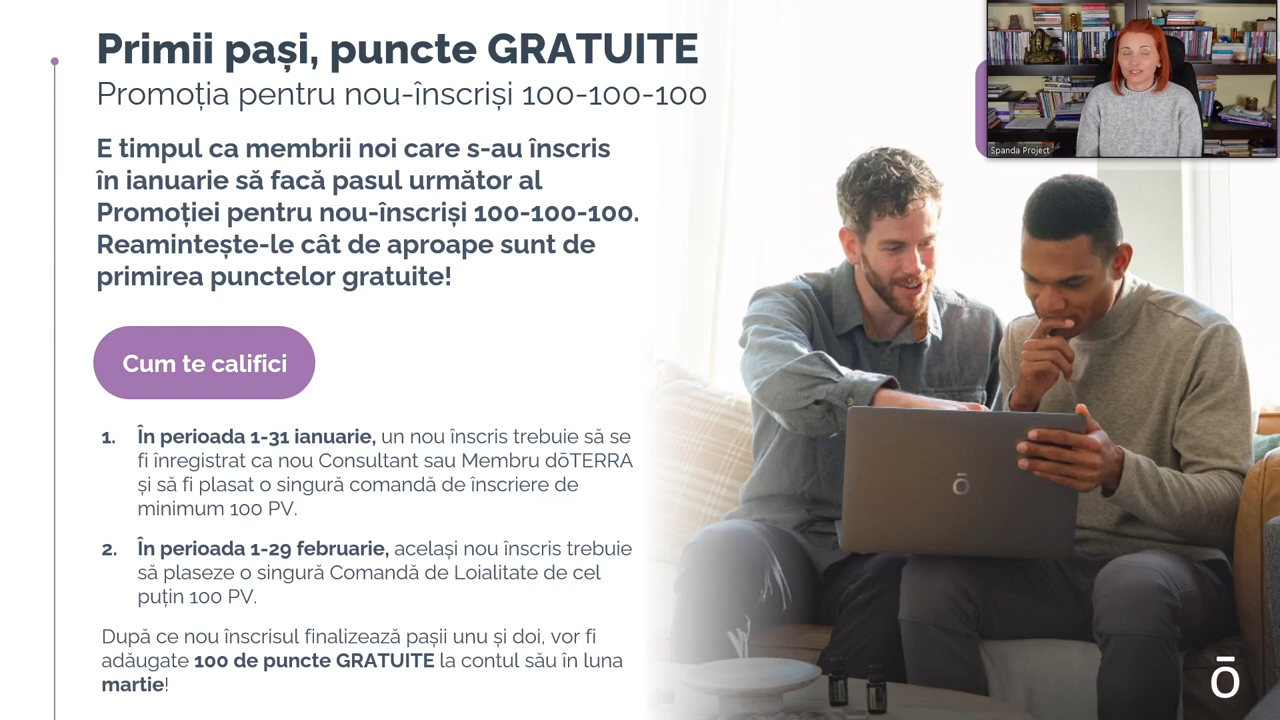 Primii pași, puncte GRATUITE
Promoția pentru nou-înscriși 100-100-100
E timpul ca membrii noi care s-au înscris
în ianuarie să facă pasul următor al
Promoției pentru nou-înscriși 100-100-100.
Reamintește-le cât de aproape sunt de
primirea punctelor gratuite!
Cum te califici
1. În perioada 1-31 ianuarie, un nou înscris trebuie să se
fi înregistrat ca nou Consultant sau Membru dōTERRA
și să fi plasat o singură comandă de înscriere de
minimum 100 PV.
2. În perioada 1-29 februarie, același nou înscris trebuie
să plaseze o singură Comandă de Loialitate de cel
puțin 100 PV.
După ce nou înscrisul finalizează pașii unu și doi, vor fi
adăugate 100 de puncte GRATUITE la contul său în luna
martie!
Spanda Project
ō
ō